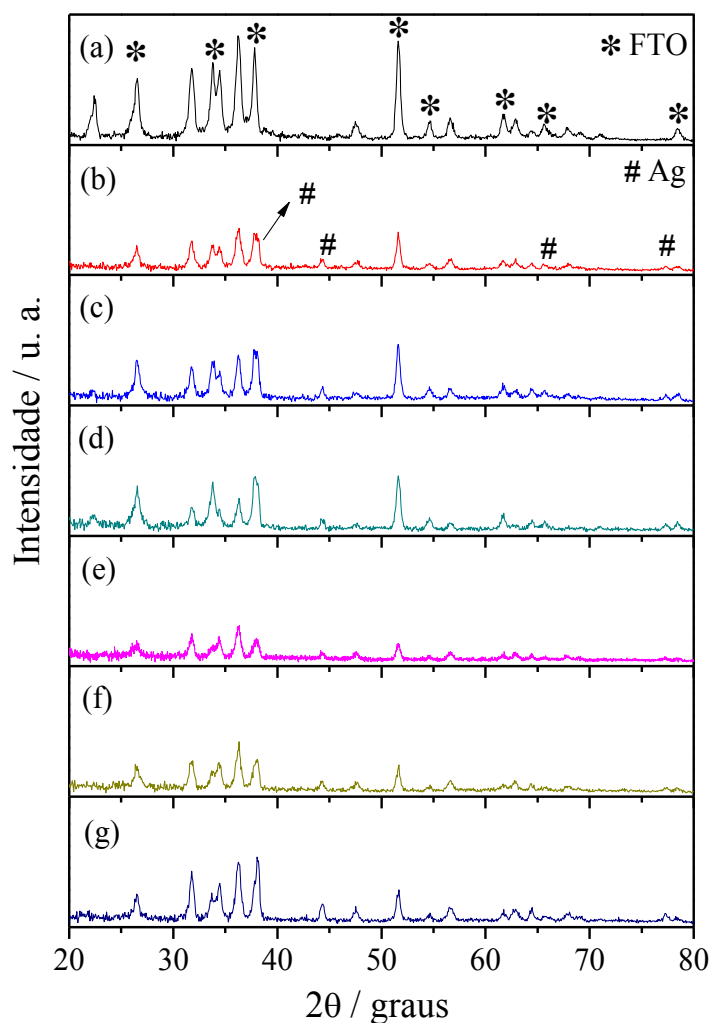 (a) * * * * * * * * * FTO
(b) # # # # # Ag
(c)
(d)
(e)
(f)
(g)
Intensidade / u. a.
20 30 40 50 60 70 80
2θ / graus